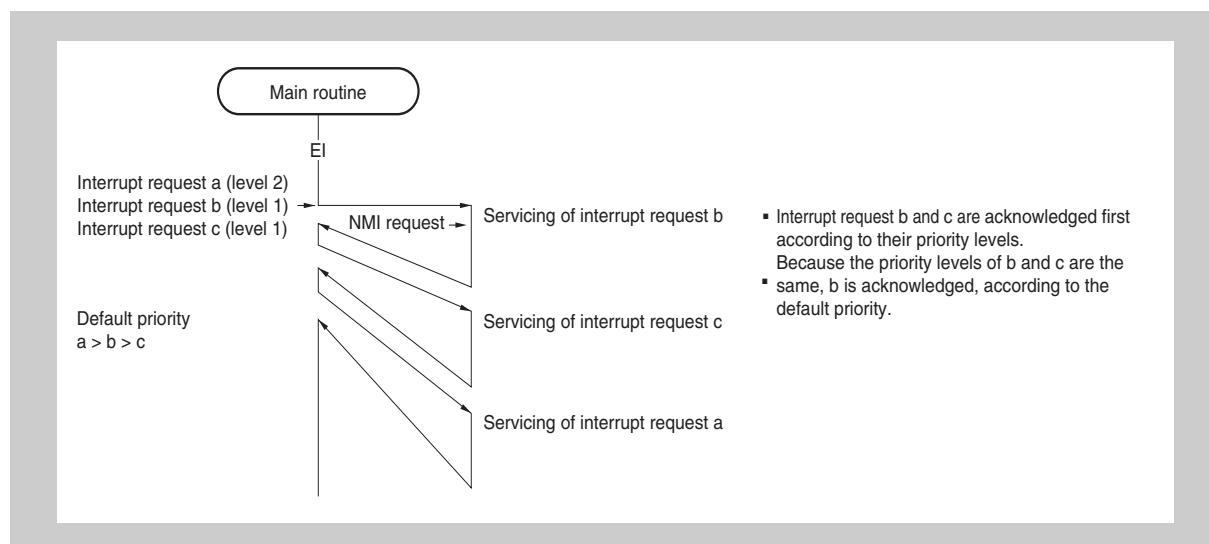 Main routine
EI
Interrupt request a (level 2)
Interrupt request b (level 1)
Interrupt request c (level 1)
NMI request
Servicing of interrupt request b
Servicing of interrupt request c
Servicing of interrupt request a
Default priority
a > b > c
▪ Interrupt request b and c are acknowledged first
according to their priority levels.
Because the priority levels of b and c are the
▪ same, b is acknowledged, according to the
default priority.